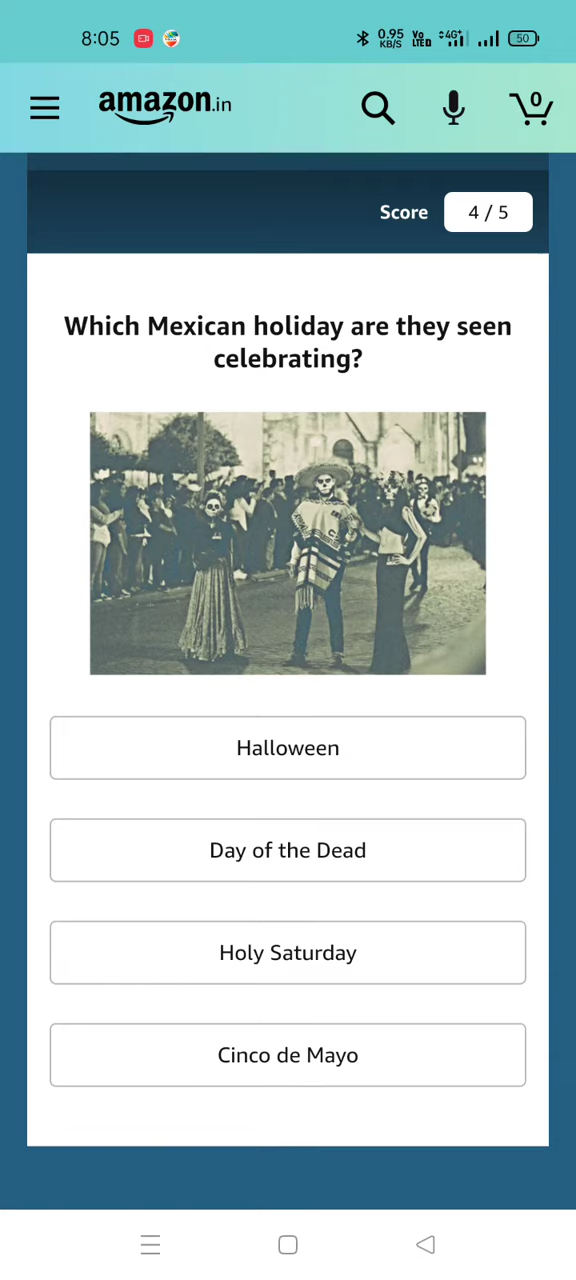 8:05
0.95
KB/S
Vo
LTED
4G+
50
amazon.in
0
Score
4 / 5
Which Mexican holiday are they seen
celebrating?
Halloween
Day of the Dead
Holy Saturday
Cinco de Mayo